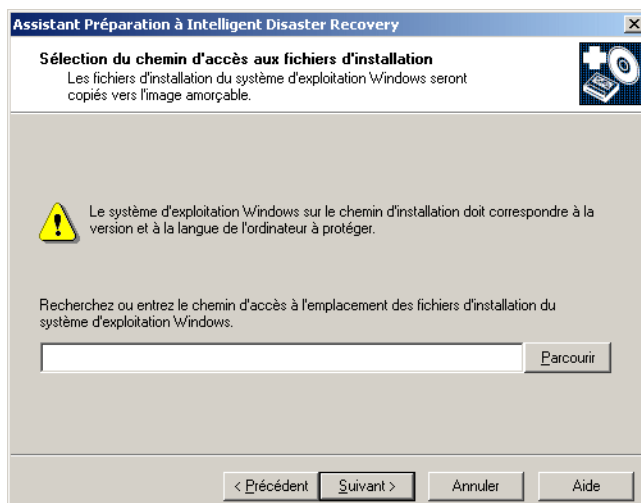 Assistant Préparation à Intelligent Disaster Recovery
Sélection du chemin d'accès aux fichiers d'installation
Les fichiers d'installation du système d'exploitation Windows seront
copiés vers l'image amorçable.
Le système d'exploitation Windows sur le chemin d'installation doit correspondre à la
version et à la langue de l'ordinateur à protéger.
Recherchez ou entrez le chemin d'accès à l'emplacement des fichiers d'installation du
système d'exploitation Windows.
Parcourir
< Précédent Suivant > Annuler Aide